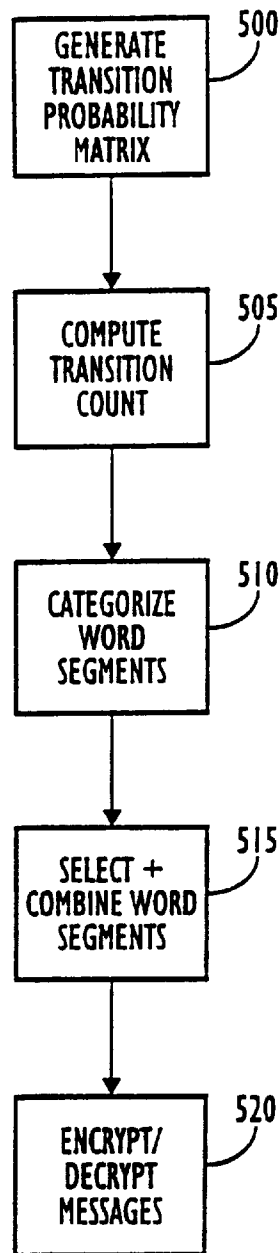 500
GENERATE
TRANSITION
PROBABILITY
MATRIX
505
COMPUTE
TRANSITION
COUNT
510
CATEGORIZE
WORD
SEGMENTS
515
SELECT +
COMBINE WORD
SEGMENTS
520
ENCRYPT/
DECRYPT
MESSAGES